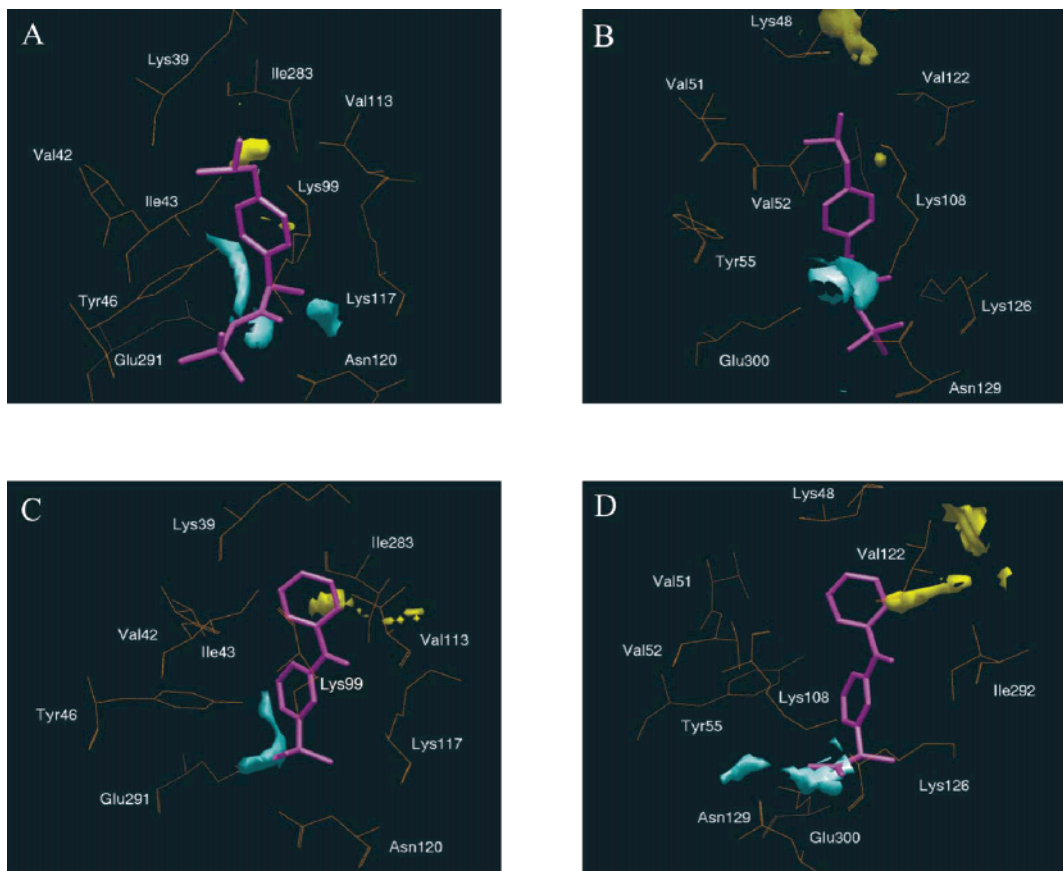 A
Lys39
Ile283
Val113
Val42
Ile43
Lys99
Tyr46
Lys117
Glu291
Asn120
B
Lys48
Val51
Val122
Val52
Lys108
Tyr55
Lys126
Glu300
Asn129
C
Lys39
Ile283
Val42
Ile43
Val113
Lys99
Tyr46
Lys117
Glu291
Asn120
D
Lys48
Val122
Val51
Val52
Ile292
Lys108
Tyr55
Lys126
Asn129
Glu300